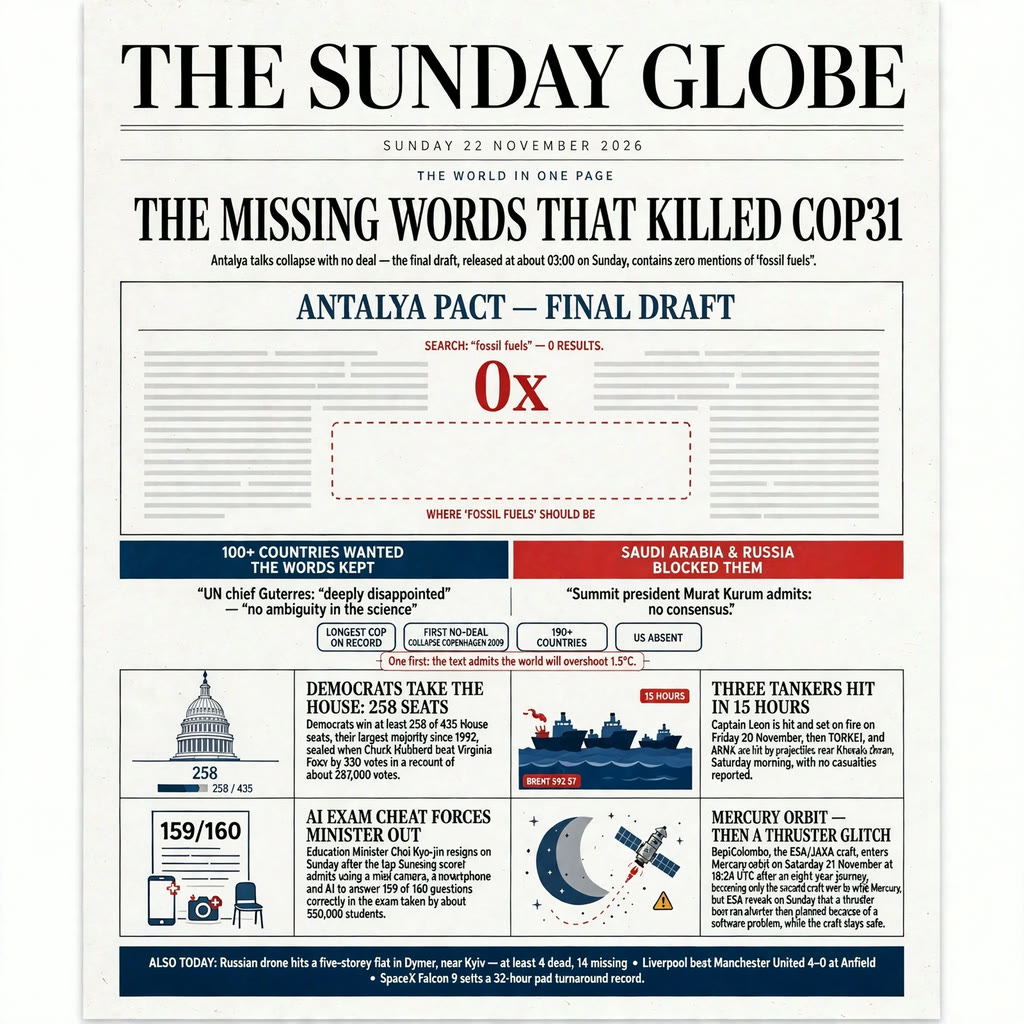 THE SUNDAY GLOBE
SUNDAY 22 NOVEMBER 2026
THE WORLD IN ONE PAGE
THE MISSING WORDS THAT KILLED COP31
Antalya talks collapse with no deal — the final draft, released at about 03:00 on Sunday, contains zero mentions of 'fossil fuels".
ANTALYA PACT — FINAL DRAFT
SEARCH: "fossil fuels" — 0 RESULTS.
0x
WHERE 'FOSSIL FUELS' SHOULD BE
100+ COUNTRIES WANTED
THE WORDS KEPT
SAUDI ARABIA & RUSSIA
BLOCKED THEM
"UN chief Guterres: "deeply disappointed"
— "no ambiguity in the science"
"Summit president Murat Kurum admits:
no consensus."
LONGEST COP
ON RECORD
FIRST NO-DEAL
COLLAPSE COPENHAGEN 2009
190+
COUNTRIES
US ABSENT
One first: the text admits the world will overshoot 1.5°C.
258
258 / 435
DEMOCRATS TAKE THE
HOUSE: 258 SEATS
Democrats win at least 258 of 435 House
seats, their largest majority since 1992,
sealed when Chuck Hubberd beat Virginia
Foxv by 330 votes in a recount of
about 287,000 votes.
15 HOURS
BRENT $92 57
THREE TANKERS HIT
IN 15 HOURS
Captain Leon is hit and set on fire on
Friday 20 November, then TORKEI, and
are hit by projectiles near
Saturday morning, with no casualties
reported.
159/160
AI EXAM CHEAT FORCES
MINISTER OUT
Education Minister Choi Kyo-jin resigns on
Sunday after the score
admits using a camera, a
and AI to answer 159 of 160 questions
correctly in the exam taken by about
550,000 students.
MERCURY ORBIT —
THEN A THRUSTER GLITCH
BepiColombo, the ESA/JAXA craft, enters
Mercury orbit on Saturday 21 November at
18:24 UTC after an eight year journey,
only the craft Mercury,
but ESA on Sunday that a thruster
then planned because of a
software problem, while the craft stays safe.
ALSO TODAY: Russian drone hits a five-storey flat in Dymer, near Kyiv — at least 4 dead, 14 missing • Liverpool beat Manchester United 4–0 at Anfield
• SpaceX Falcon 9 setts a 32-hour pad turnaround record.